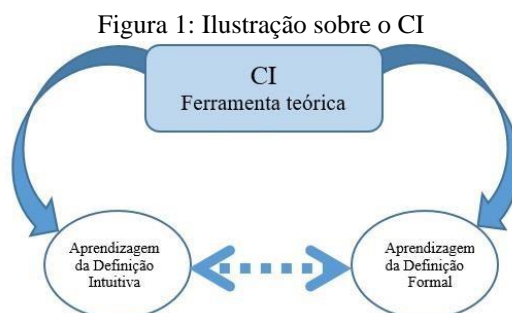 Figura 1: Ilustração sobre o CI
CI
Ferramenta teórica
Aprendizagem
da Definição
Intuitiva
Aprendizagem
da Definição
Formal